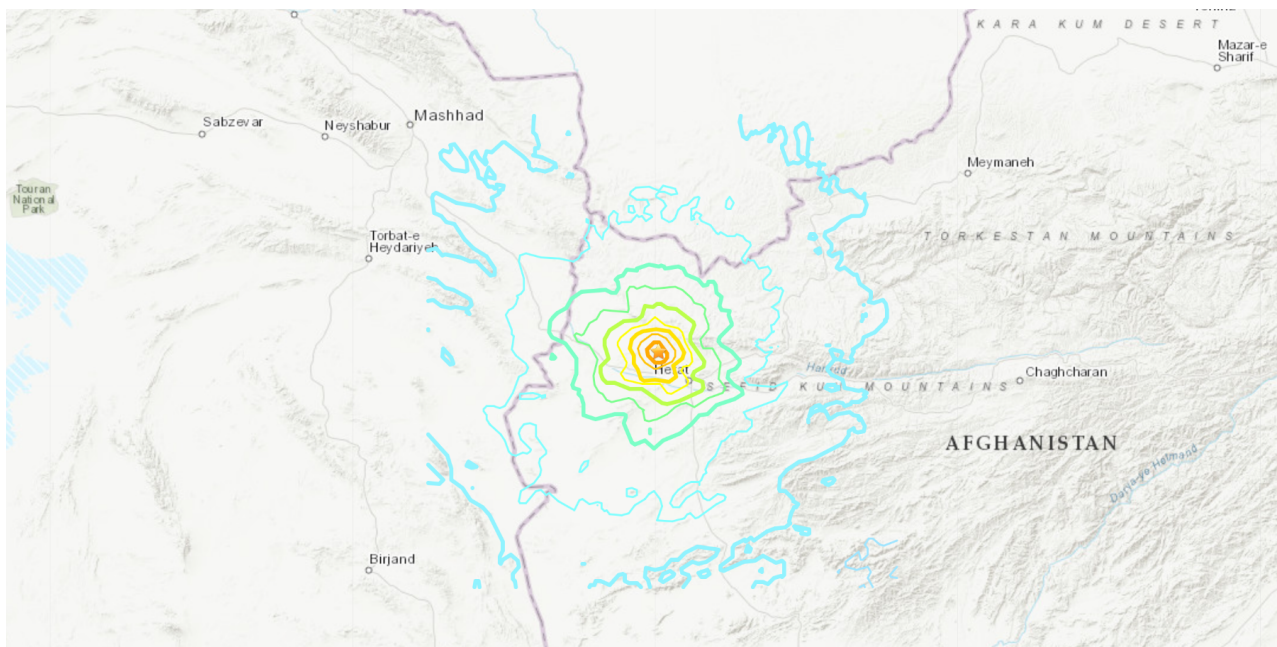 KARA KUM DESERT
Mazar-e
Sharif
Mashhad
Sabzevar
Neyshabur
Meymaneh
Touran
National
Park
Torbat-e
Heydariyeh
TORKESTAN MOUNTAINS
Herat
Harirud
SEFID KUH MOUNTAINS
Chaghcharan
AFGHANISTAN
Darya-ye Helmand
Birjand